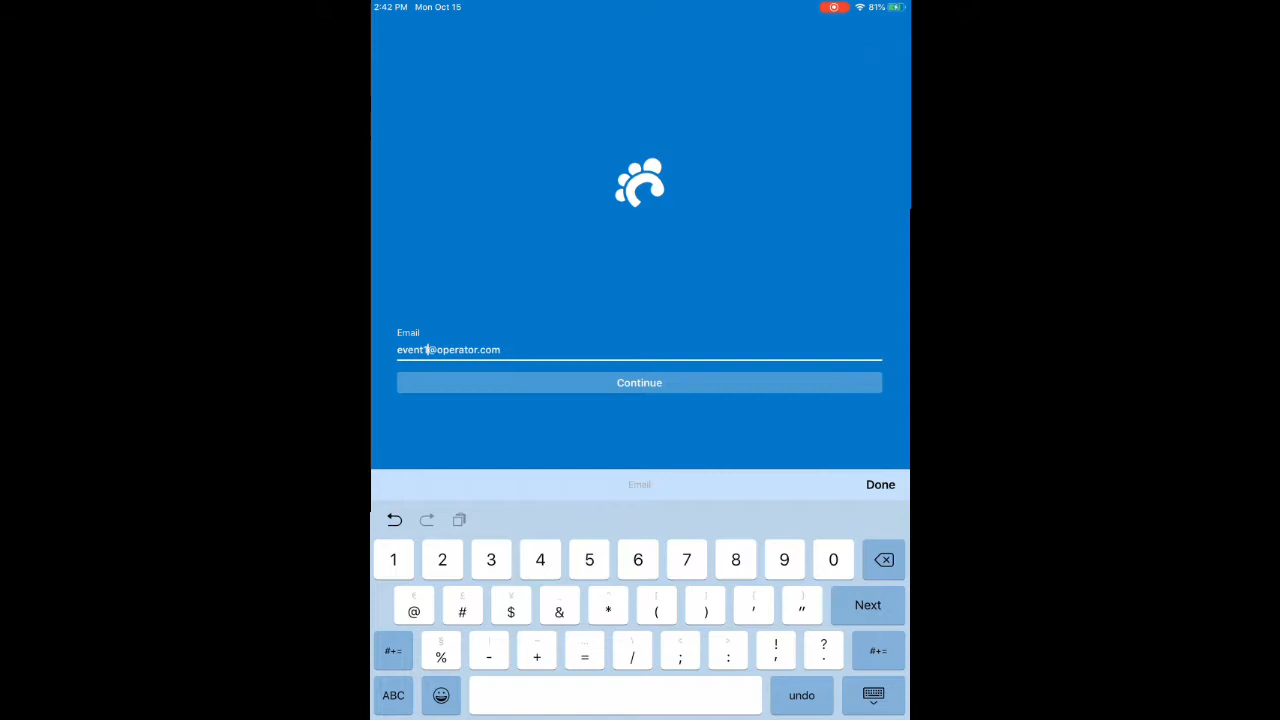 2:42 PM Mon Oct 15 81%
Email
event1@operator.com
Continue
Email Done
1 2 3 4 5 6 7 8 9 0
€ £ _ ^ [ ] { }
@ # $ & * ( ) ' " Next
§ | ~ … \ < > ! ?
#+= % - + = / ; : , . #+=
ABC undo